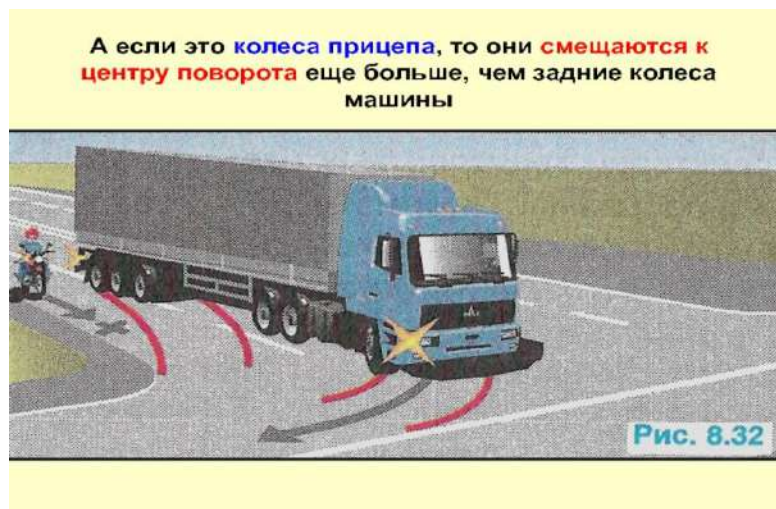 А если это колеса прицепа, то они смещаются к
центру поворота еще больше, чем задние колеса
машины
Рис. 8.32